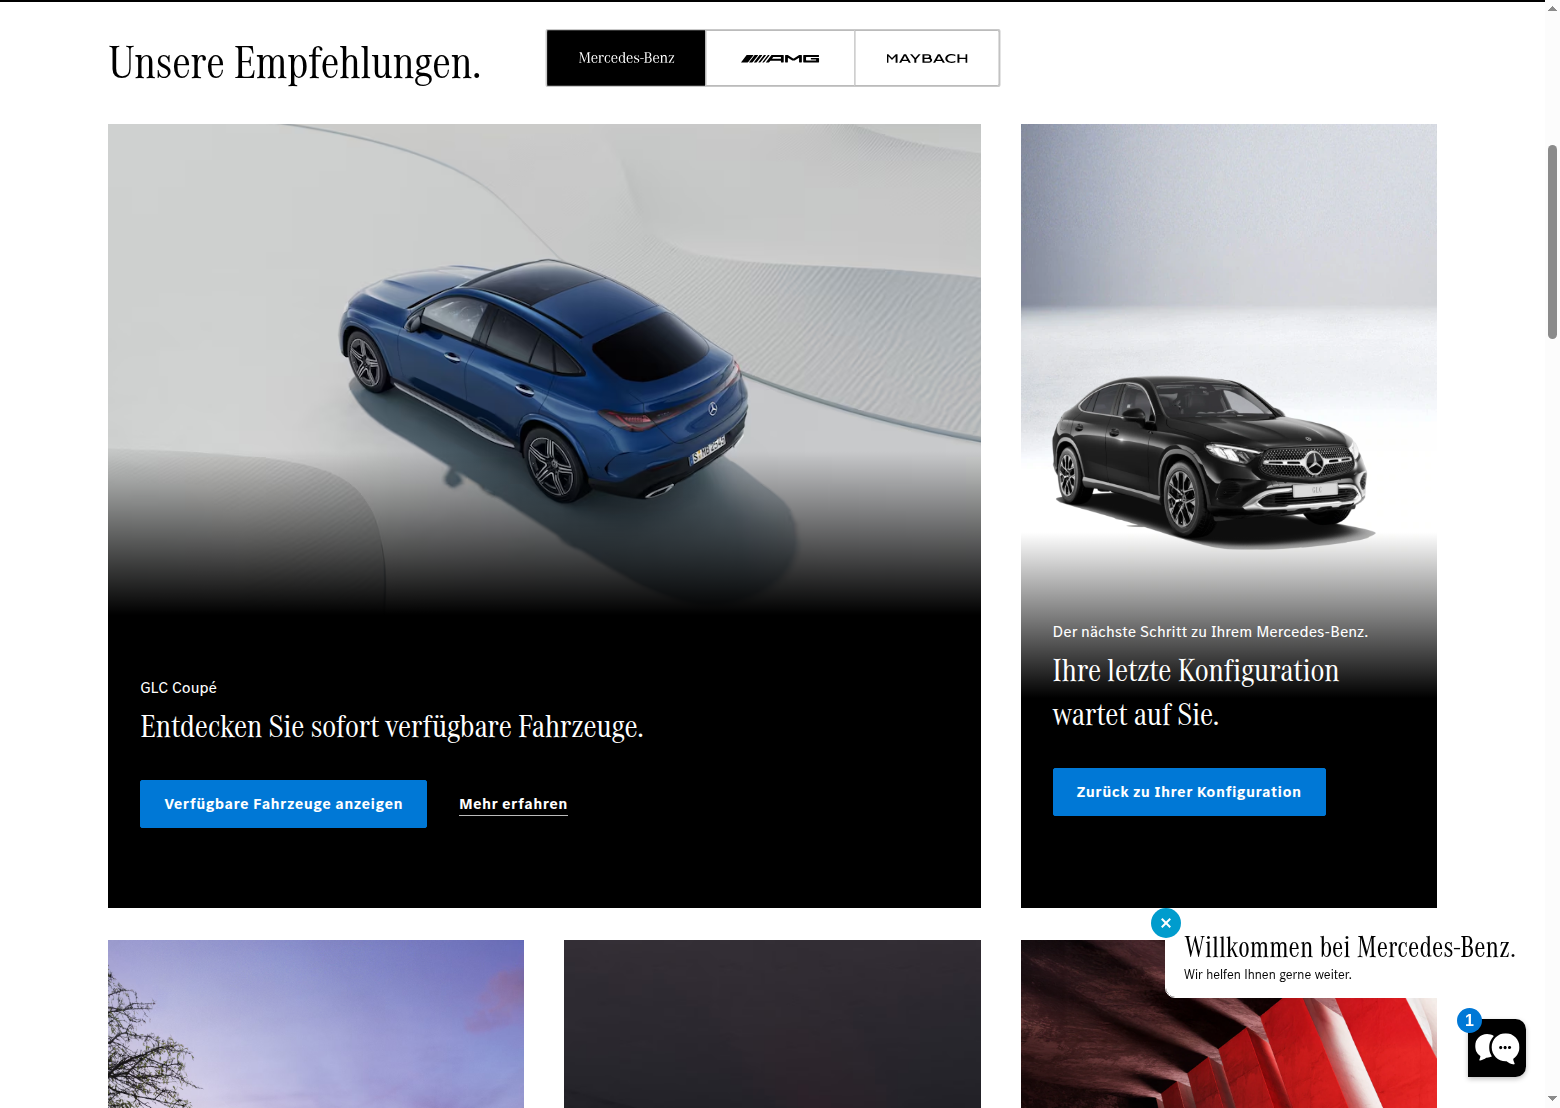 Unsere Empfehlungen.
Mercedes-Benz
AMG
MAYBACH
GLC Coupé
Entdecken Sie sofort verfügbare Fahrzeuge.
Verfügbare Fahrzeuge anzeigen
Mehr erfahren
Der nächste Schritt zu Ihrem Mercedes-Benz.
Ihre letzte Konfiguration
wartet auf Sie.
Zurück zu Ihrer Konfiguration
Willkommen bei Mercedes-Benz.
Wir helfen Ihnen gerne weiter.
1